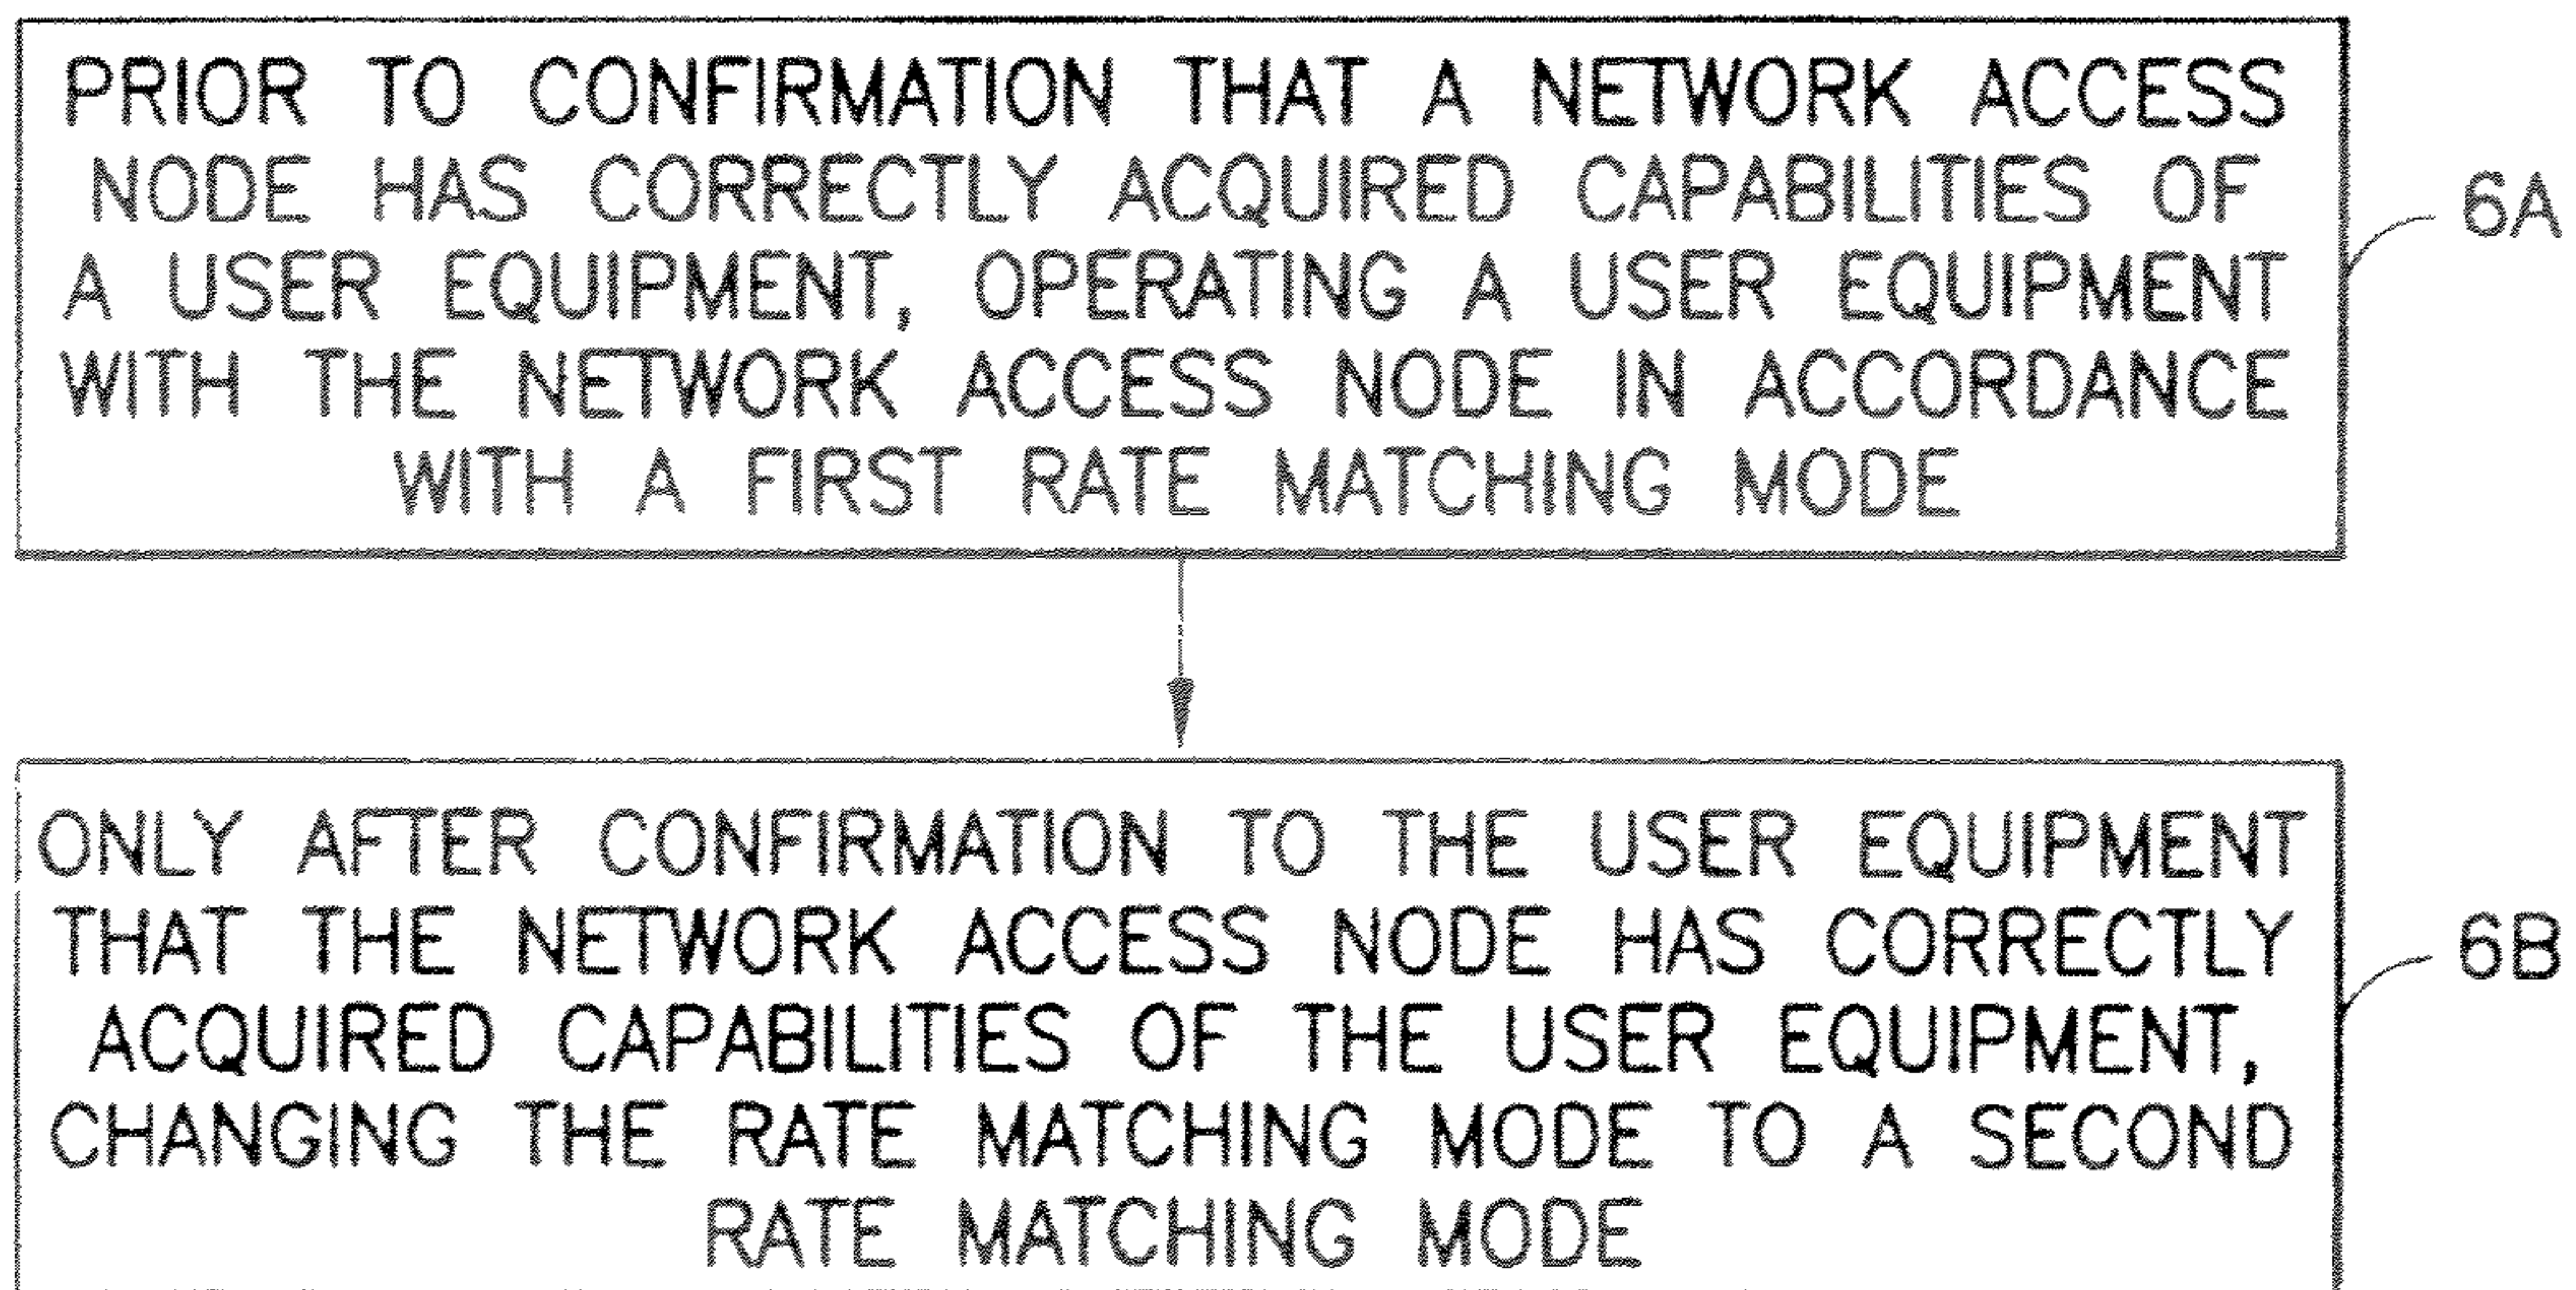 PRIOR TO CONFIRMATION THAT A NETWORK ACCESS
NODE HAS CORRECTLY ACQUIRED CAPABILITIES OF
A USER EQUIPMENT, OPERATING A USER EQUIPMENT
WITH THE NETWORK ACCESS NODE IN ACCORDANCE
WITH A FIRST RATE MATCHING MODE
6A
ONLY AFTER CONFIRMATION TO THE USER EQUIPMENT
THAT THE NETWORK ACCESS NODE HAS CORRECTLY
ACQUIRED CAPABILITIES OF THE USER EQUIPMENT,
CHANGING THE RATE MATCHING MODE TO A SECOND
RATE MATCHING MODE
6B